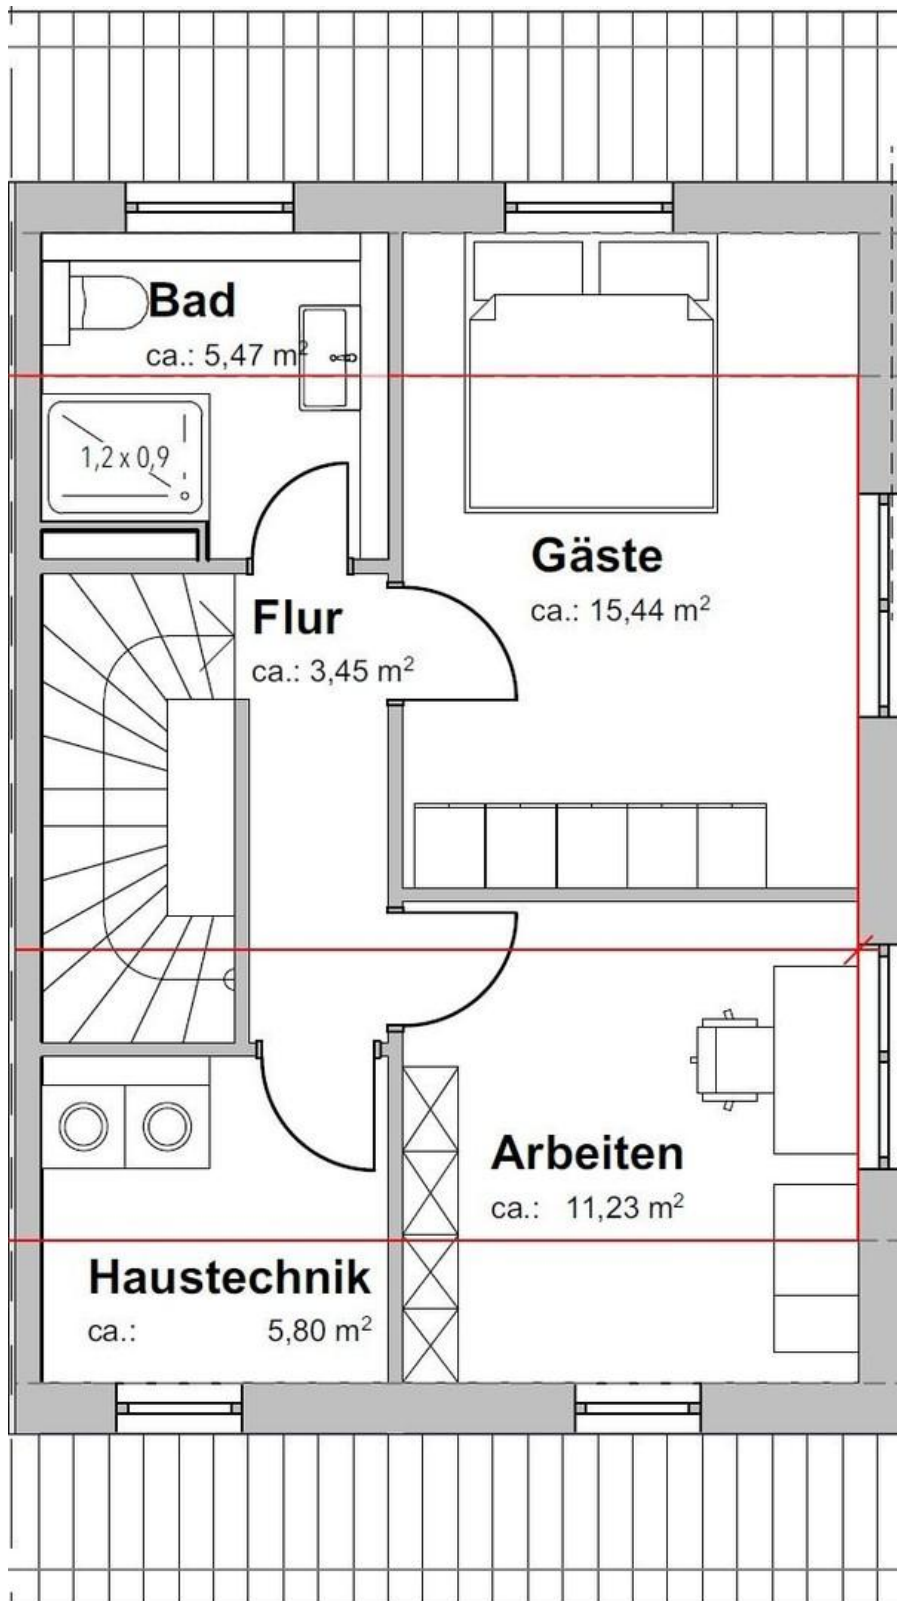 Bad
ca.: 5,47 m²
1,2 x 0,9
Gäste
ca.: 15,44 m²
Flur
ca.: 3,45 m²
Arbeiten
ca.: 11,23 m²
Haustechnik
ca.: 5,80 m²